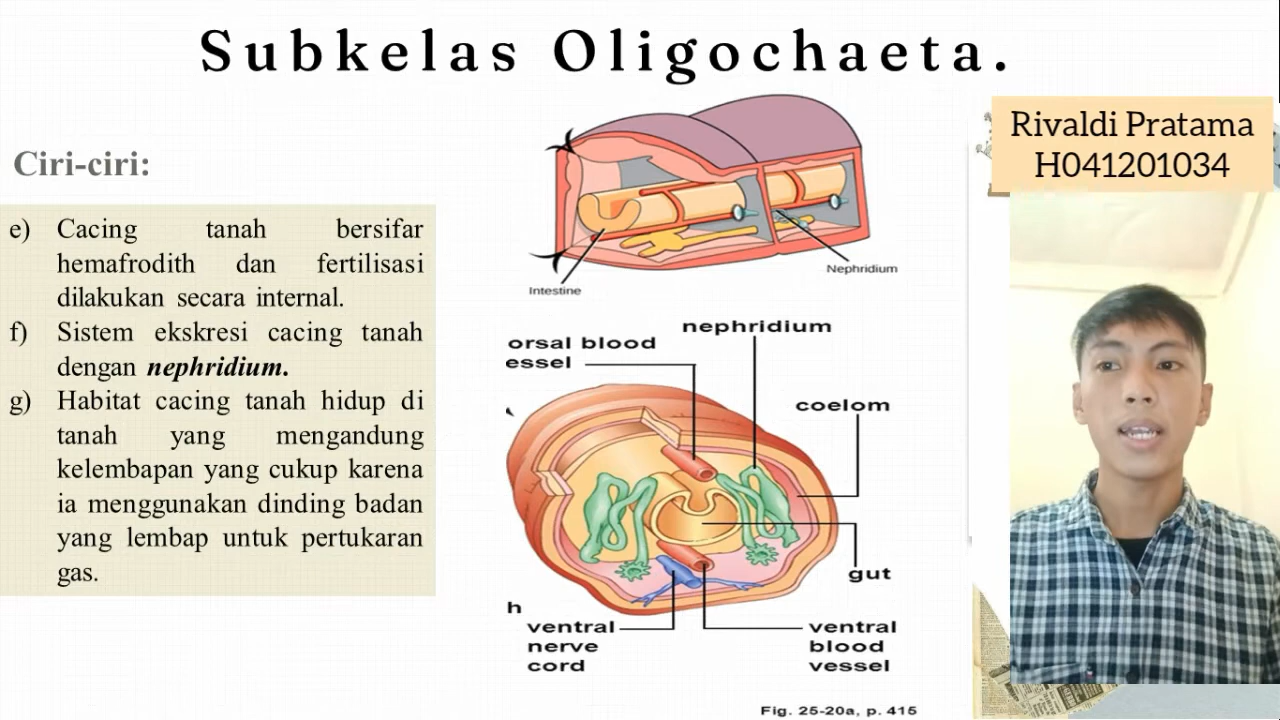 Subkelas Oligochaeta.
Rivaldi Pratama
H041201034
Ciri-ciri:
e) Cacing tanah bersifar
hemafrodith dan fertilisasi
dilakukan secara internal.
f) Sistem ekskresi cacing tanah
dengan nephridium.
g) Habitat cacing tanah hidup di
tanah yang mengandung
kelembapan yang cukup karena
ia menggunakan dinding badan
yang lembap untuk pertukaran
gas.
Nephridium
Intestine
nephridium
orsal blood
essel
coelom
gut
h
ventral
nerve
cord
ventral
blood
vessel
Fig. 25-20a, p. 415